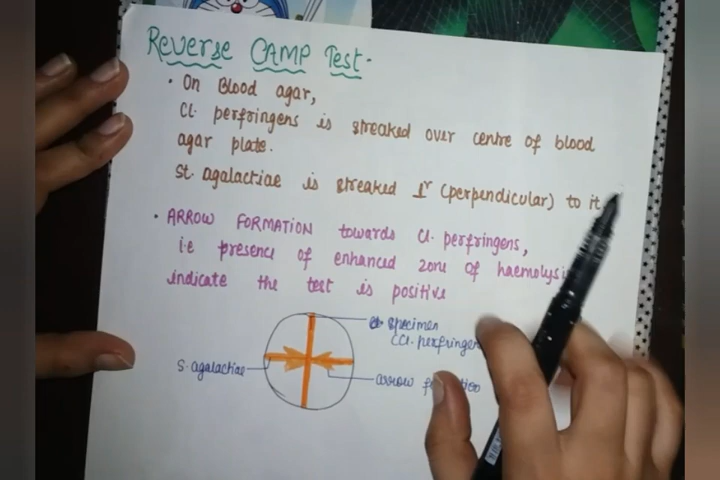 Reverse CAMP Test-
• On Blood agar,
Cl. perfringens is streaked over centre of blood
agar plate.
St. agalactiae is streaked ⊥r (perpendicular) to it
• ARROW FORMATION towards Cl. perfringens,
i.e presence of enhanced zone of
indicate the test is positive
specimen
(Cl. perfringens
S. agalactiae
arrow